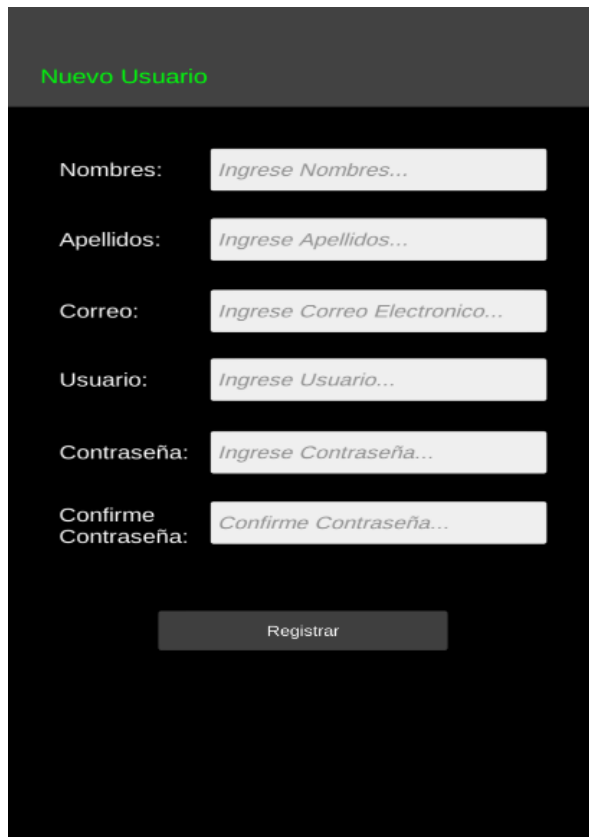 Nuevo Usuario
Nombres: Ingrese Nombres...
Apellidos: Ingrese Apellidos...
Correo: Ingrese Correo Electronico...
Usuario: Ingrese Usuario...
Contraseña: Ingrese Contraseña...
Confirme
Contraseña: Confirme Contraseña...
Registrar